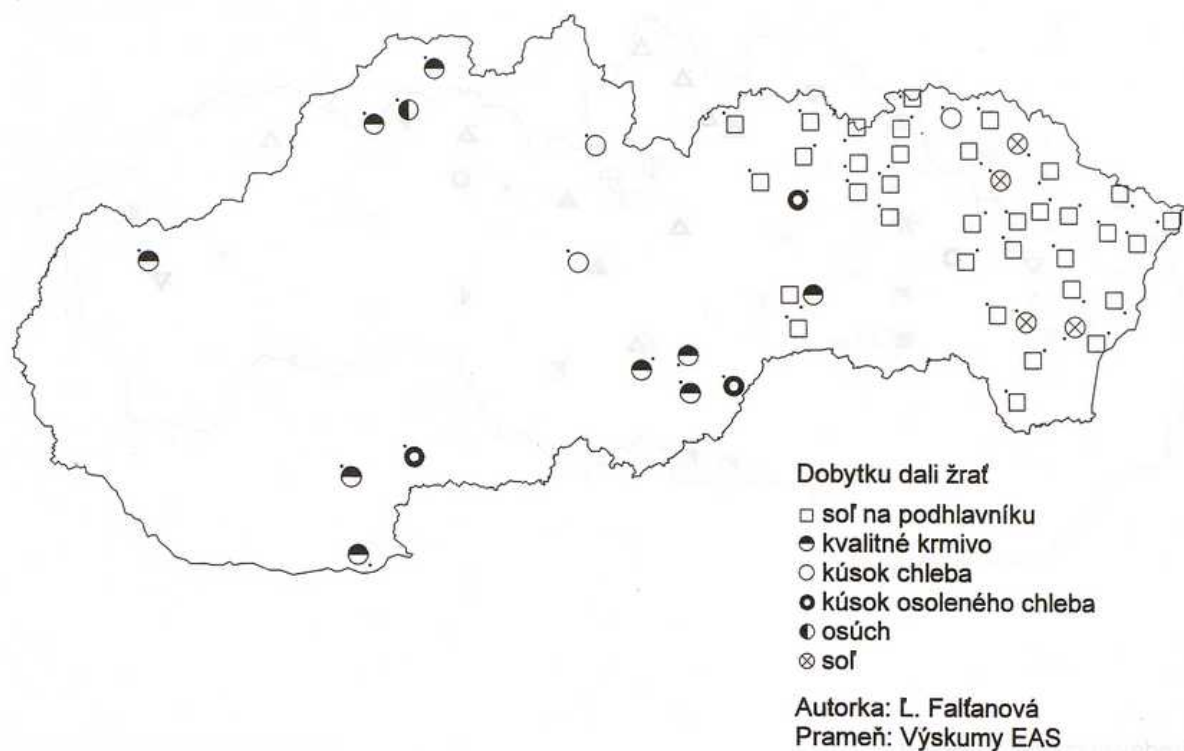 Dobytku dali žrať
soľ na podhlavníku
kvalitné krmivo
kúsok chleba
kúsok osoleného chleba
osúch
soľ
Autorka: Ľ. Falťanová
Prameň: Výskumy EAS